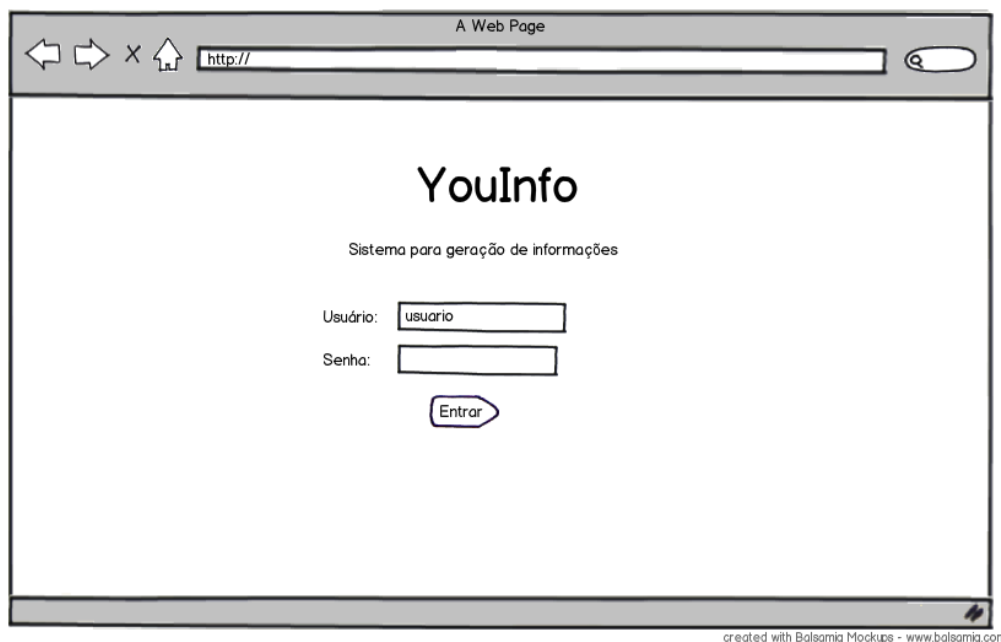 A Web Page
http://
YouInfo
Sistema para geração de informações
Usuário: usuario
Senha:
Entrar
created with Balsamiq Mockups - www.balsamiq.com